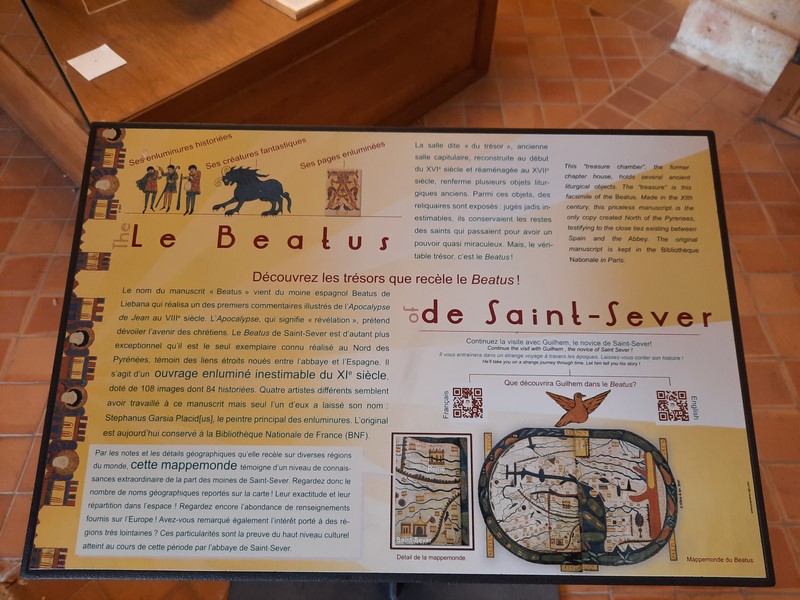 Ses enluminures historiées
Ses créatures fantastiques
Ses pages enluminées
The
Le Beatus
La salle dite « du trésor », ancienne
salle capitulaire, reconstruite au début
du XVIIe siècle et réaménagée au XVIIe
siècle, renferme plusieurs objets litur-
giques anciens. Parmi ces objets, des
reliquaires sont exposés : jugés jadis in-
estimables, ils conservaient les restes
des saints qui passaient pour avoir un
pouvoir quasi miraculeux. Mais, le véri-
table trésor, c'est le Beatus !
This "treasure chamber", the former
chapter house, holds several ancient
liturgical objects. The "treasure" is this
facsimile of the Beatus. Made in the XIth
century, this priceless manuscript is the
only copy created North of the Pyrenees,
testifying to the close ties existing between
Spain and the Abbey. The original
manuscript is kept in the Bibliothèque
Nationale in Paris.
Découvrez les trésors que recèle le Beatus !
of
de Saint-Sever
Le nom du manuscrit « Beatus » vient du moine espagnol Beatus de
Liebana qui réalisa un des premiers commentaires illustrés de l'Apocalypse
de Jean au VIIIe siècle. L'Apocalypse, qui signifie « révélation », prétend
dévoiler l'avenir des chrétiens. Le Beatus de Saint-Sever est d'autant plus
exceptionnel qu'il est le seul exemplaire connu réalisé au Nord des
Pyrénées, témoin des liens étroits noués entre l'abbaye et l'Espagne. Il
s'agit d'un ouvrage enluminé inestimable du XIe siècle,
doté de 108 images dont 84 historiées. Quatre artistes différents semblent
avoir travaillé à ce manuscrit mais seul l'un d'eux a laissé son nom :
Stephanus Garsia Placid[us], le peintre principal des enluminures. L'original
est aujourd'hui conservé à la Bibliothèque Nationale de France (BNF).
Par les notes et les détails géographiques qu'elle recèle sur diverses régions
du monde, cette mappemonde témoigne d'un niveau de connais-
sances extraordinaire de la part des moines de Saint-Sever. Regardez donc le
nombre de noms géographiques reportés sur la carte ! Leur exactitude et leur
répartition dans l'espace ! Regardez encore l'abondance de renseignements
fournis sur l'Europe ! Avez-vous remarqué également l'intérêt porté à des ré-
gions très lointaines ? Ces particularités sont la preuve du haut niveau culturel
atteint au cours de cette période par l'abbaye de Saint-Sever.
Continuez la visite avec Guilhem, le novice de Saint-Sever!
Continue the visit with Guilhem, the novice of Saint Sever !
Il vous entraînera dans un étrange voyage à travers les époques. Laissez-vous conter son histoire !
He'll take you on a strange journey through time. Let him tell you his story !
Que découvrira Guilhem dans le Beatus?
Français
English
Saint-Sever
Détail de la mappemonde.
Mappemonde du Beatus